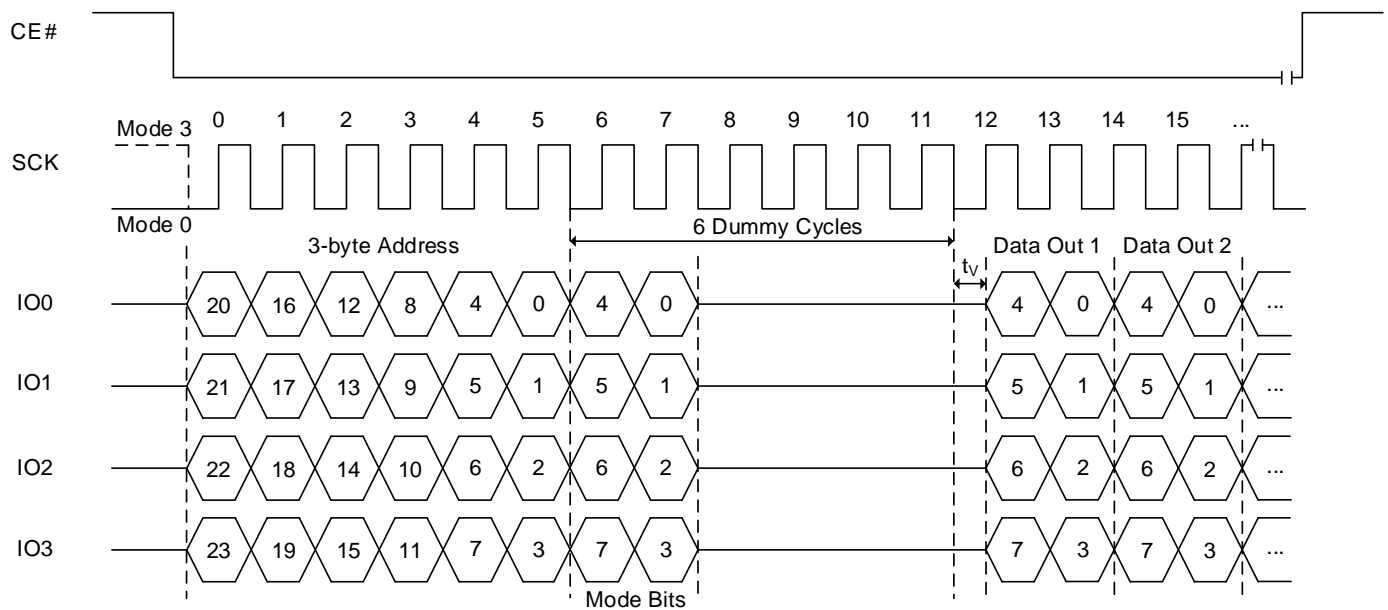 CE#
Mode 3 0 1 2 3 4 5 6 7 8 9 10 11 12 13 14 15 ...
SCK
Mode 0
6 Dummy Cycles
3-byte Address Data Out 1 Data Out 2
tV
IO0 20 16 12 8 4 0 4 0 4 0 4 0 ...
IO1 21 17 13 9 5 1 5 1 5 1 5 1 ...
IO2 22 18 14 10 6 2 6 2 6 2 6 2 ...
IO3 23 19 15 11 7 3 7 3 7 3 7 3 ...
Mode Bits